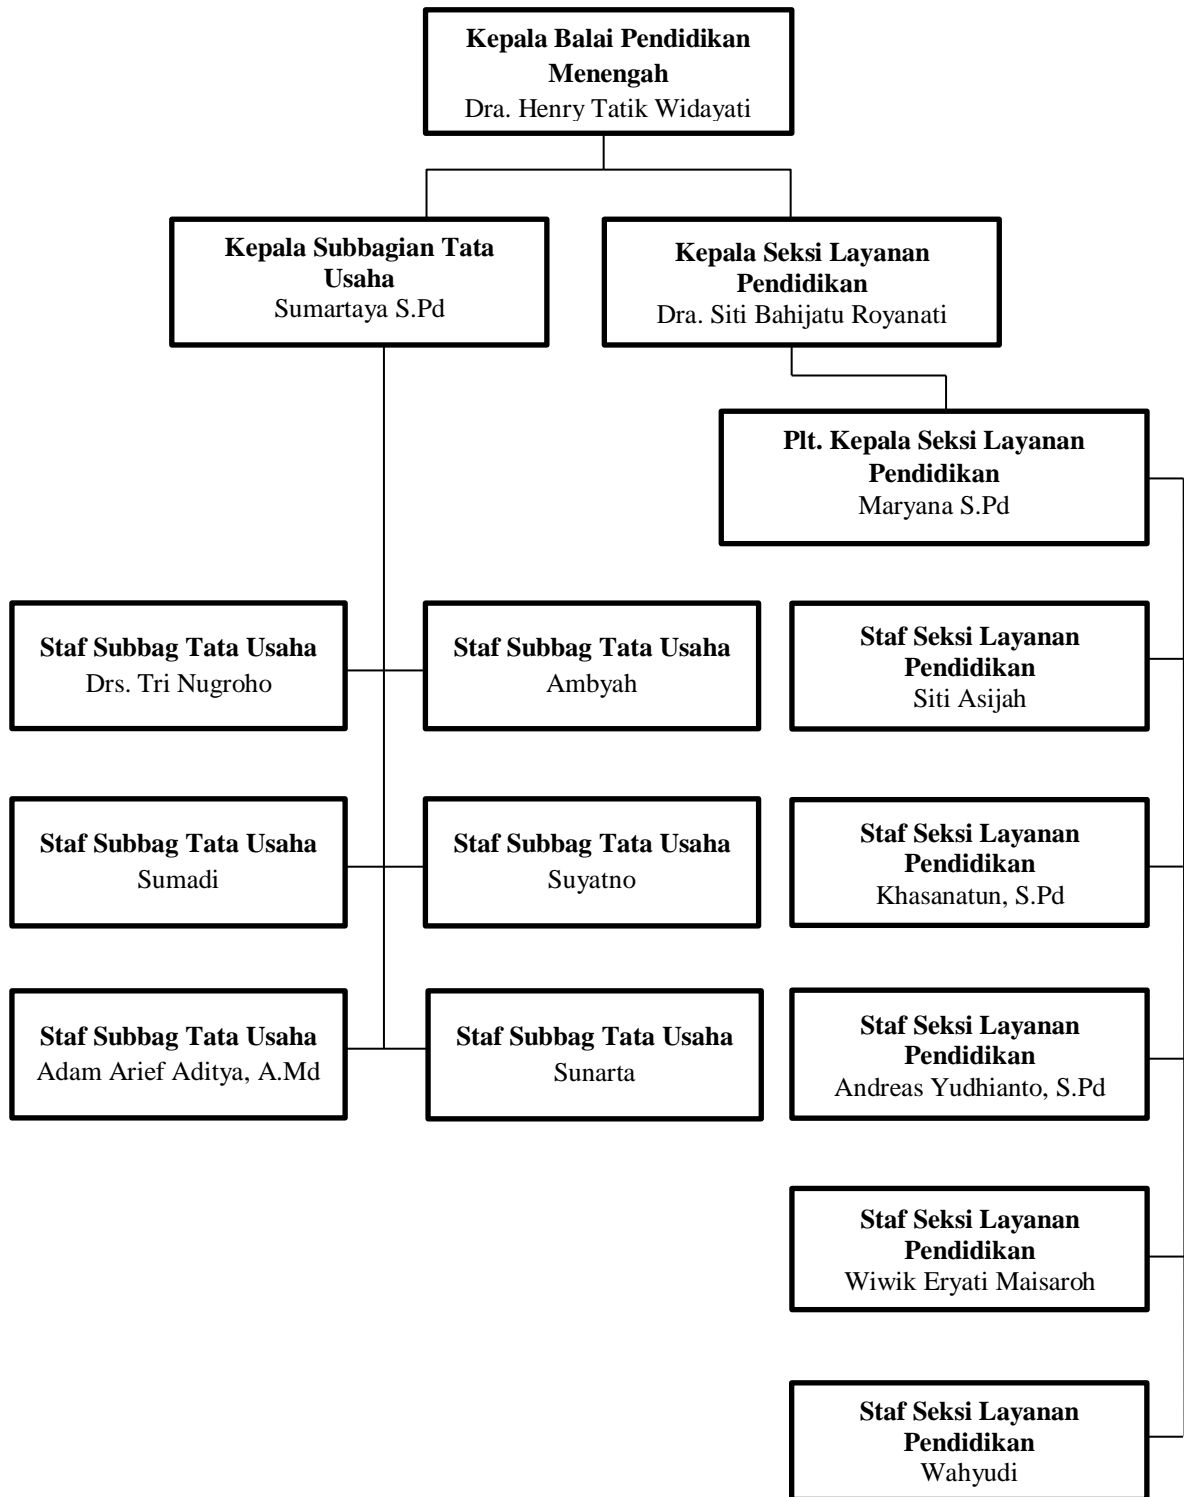 Kepala Balai Pendidikan
Menengah
Dra. Henry Tatik Widayati
Kepala Subbagian Tata
Usaha
Sumartaya S.Pd
Kepala Seksi Layanan
Pendidikan
Dra. Siti Bahijatu Royanati
Plt. Kepala Seksi Layanan
Pendidikan
Maryana S.Pd
Staf Subbag Tata Usaha
Drs. Tri Nugroho
Staf Subbag Tata Usaha
Ambyah
Staf Seksi Layanan
Pendidikan
Siti Asijah
Staf Subbag Tata Usaha
Sumadi
Staf Subbag Tata Usaha
Suyatno
Staf Seksi Layanan
Pendidikan
Khasanatun, S.Pd
Staf Subbag Tata Usaha
Adam Arief Aditya, A.Md
Staf Subbag Tata Usaha
Sunarta
Staf Seksi Layanan
Pendidikan
Andreas Yudhianto, S.Pd
Staf Seksi Layanan
Pendidikan
Wiwik Eryati Maisaroh
Staf Seksi Layanan
Pendidikan
Wahyudi